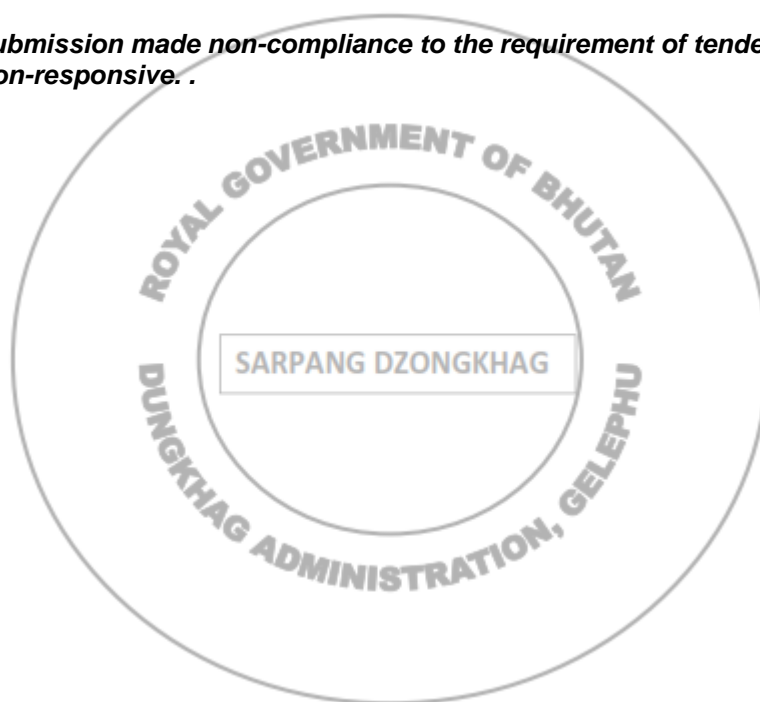 ubmission made non-compliance to the requirement of tende
on-responsive. .
ROYAL GOVERNMENT OF BHUTAN
SARPANG DZONGKHAG
DUNGKHAG ADMINISTRATION, GELEPHU